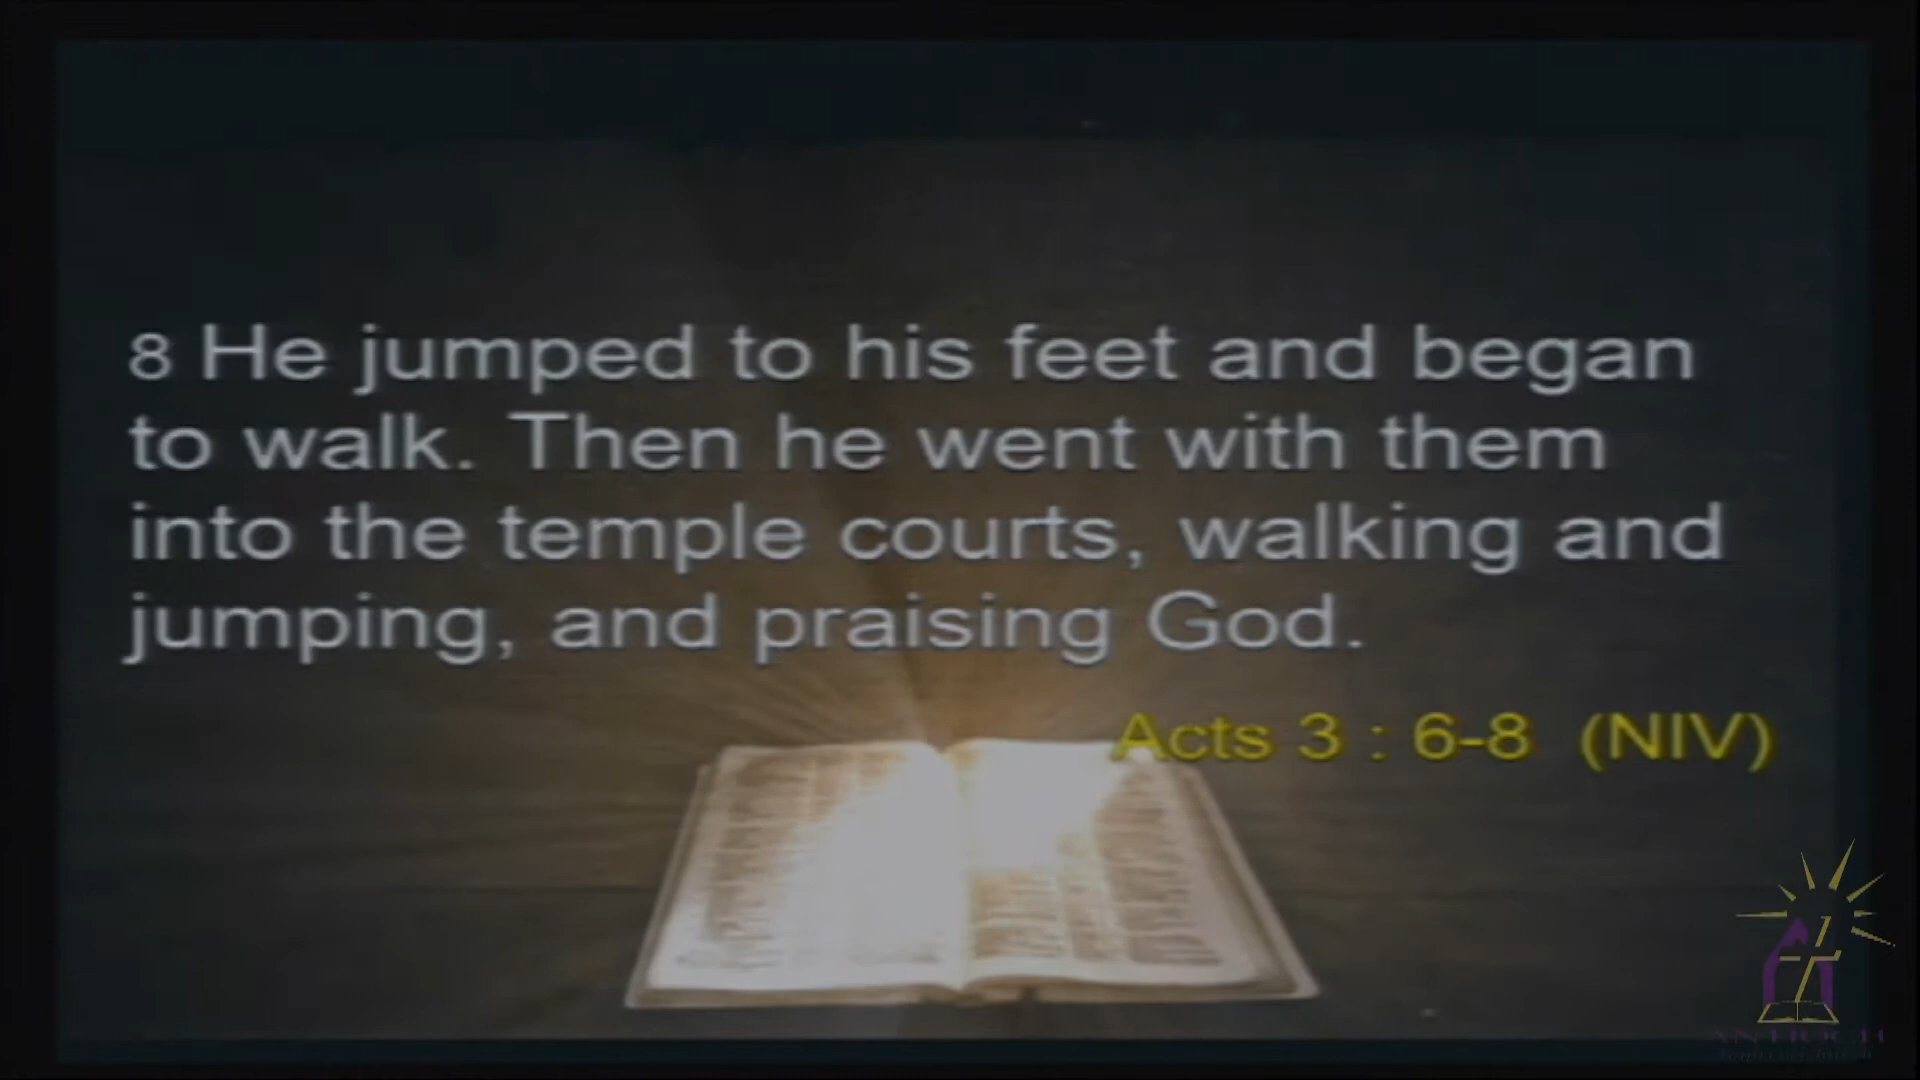 8 He jumped to his feet and began
to walk. Then he went with them
into the temple courts, walking and
jumping, and praising God.
Acts 3 : 6-8 (NIV)
ANTIOCH